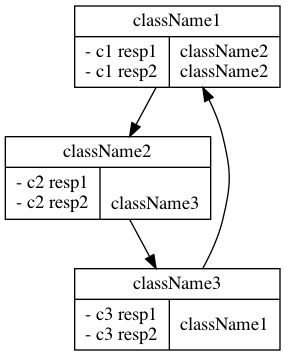 className1
- c1 resp1 className2
- c1 resp2 className2
className2
- c2 resp1
- c2 resp2 className3
className3
- c3 resp1
- c3 resp2
className1